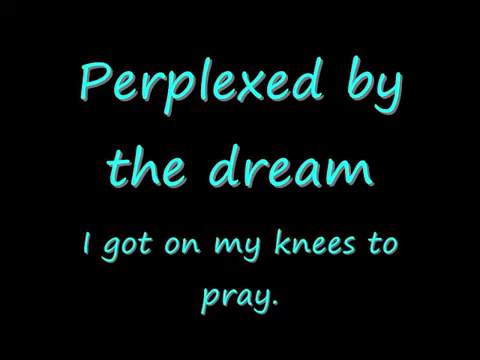 Perplexed by
the dream
I got on my knees to
pray.